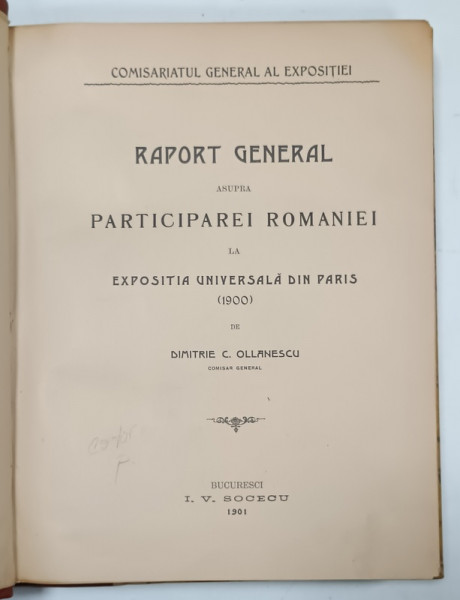 COMISARIATUL GENERAL AL EXPOSIȚIEI
RAPORT GENERAL
ASUPRA
PARTICIPAREI ROMANIEI
LA
EXPOSITIA UNIVERSALĂ DIN PARIS
(1900)
DE
DIMITRIE C. OLLANESCU
COMISAR GENERAL
BUCURESCI
I. V. SOCECU
1901